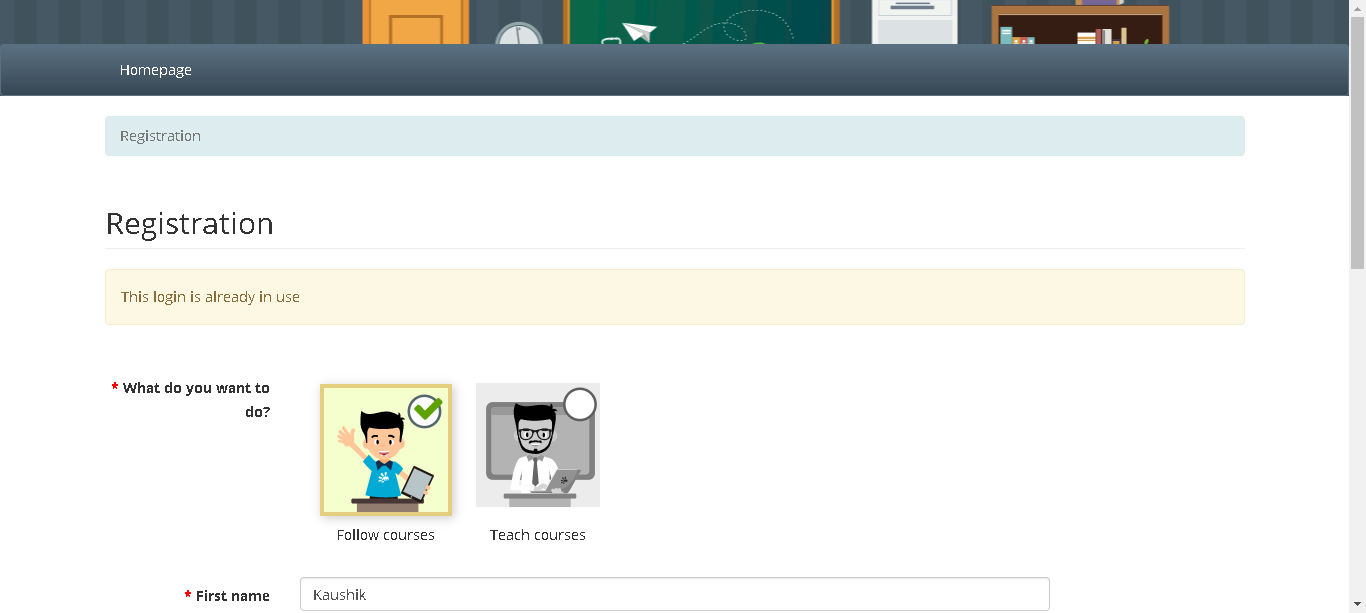 Homepage
Registration
Registration
This login is already in use
* What do you want to
do?
Follow courses
Teach courses
* First name
Kaushik